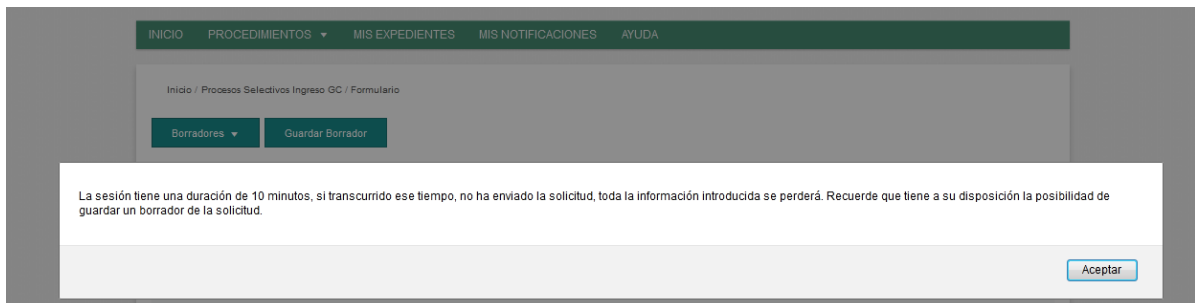 INICIO PROCEDIMIENTOS MIS EXPEDIENTES MIS NOTIFICACIONES AYUDA
Inicio / Procesos Selectivos Ingreso GC / Formulario
Borradores Guardar Borrador
La sesión tiene una duración de 10 minutos, si transcurrido ese tiempo, no ha enviado la solicitud, toda la información introducida se perderá. Recuerde que tiene a su disposición la posibilidad de
guardar un borrador de la solicitud.
Aceptar